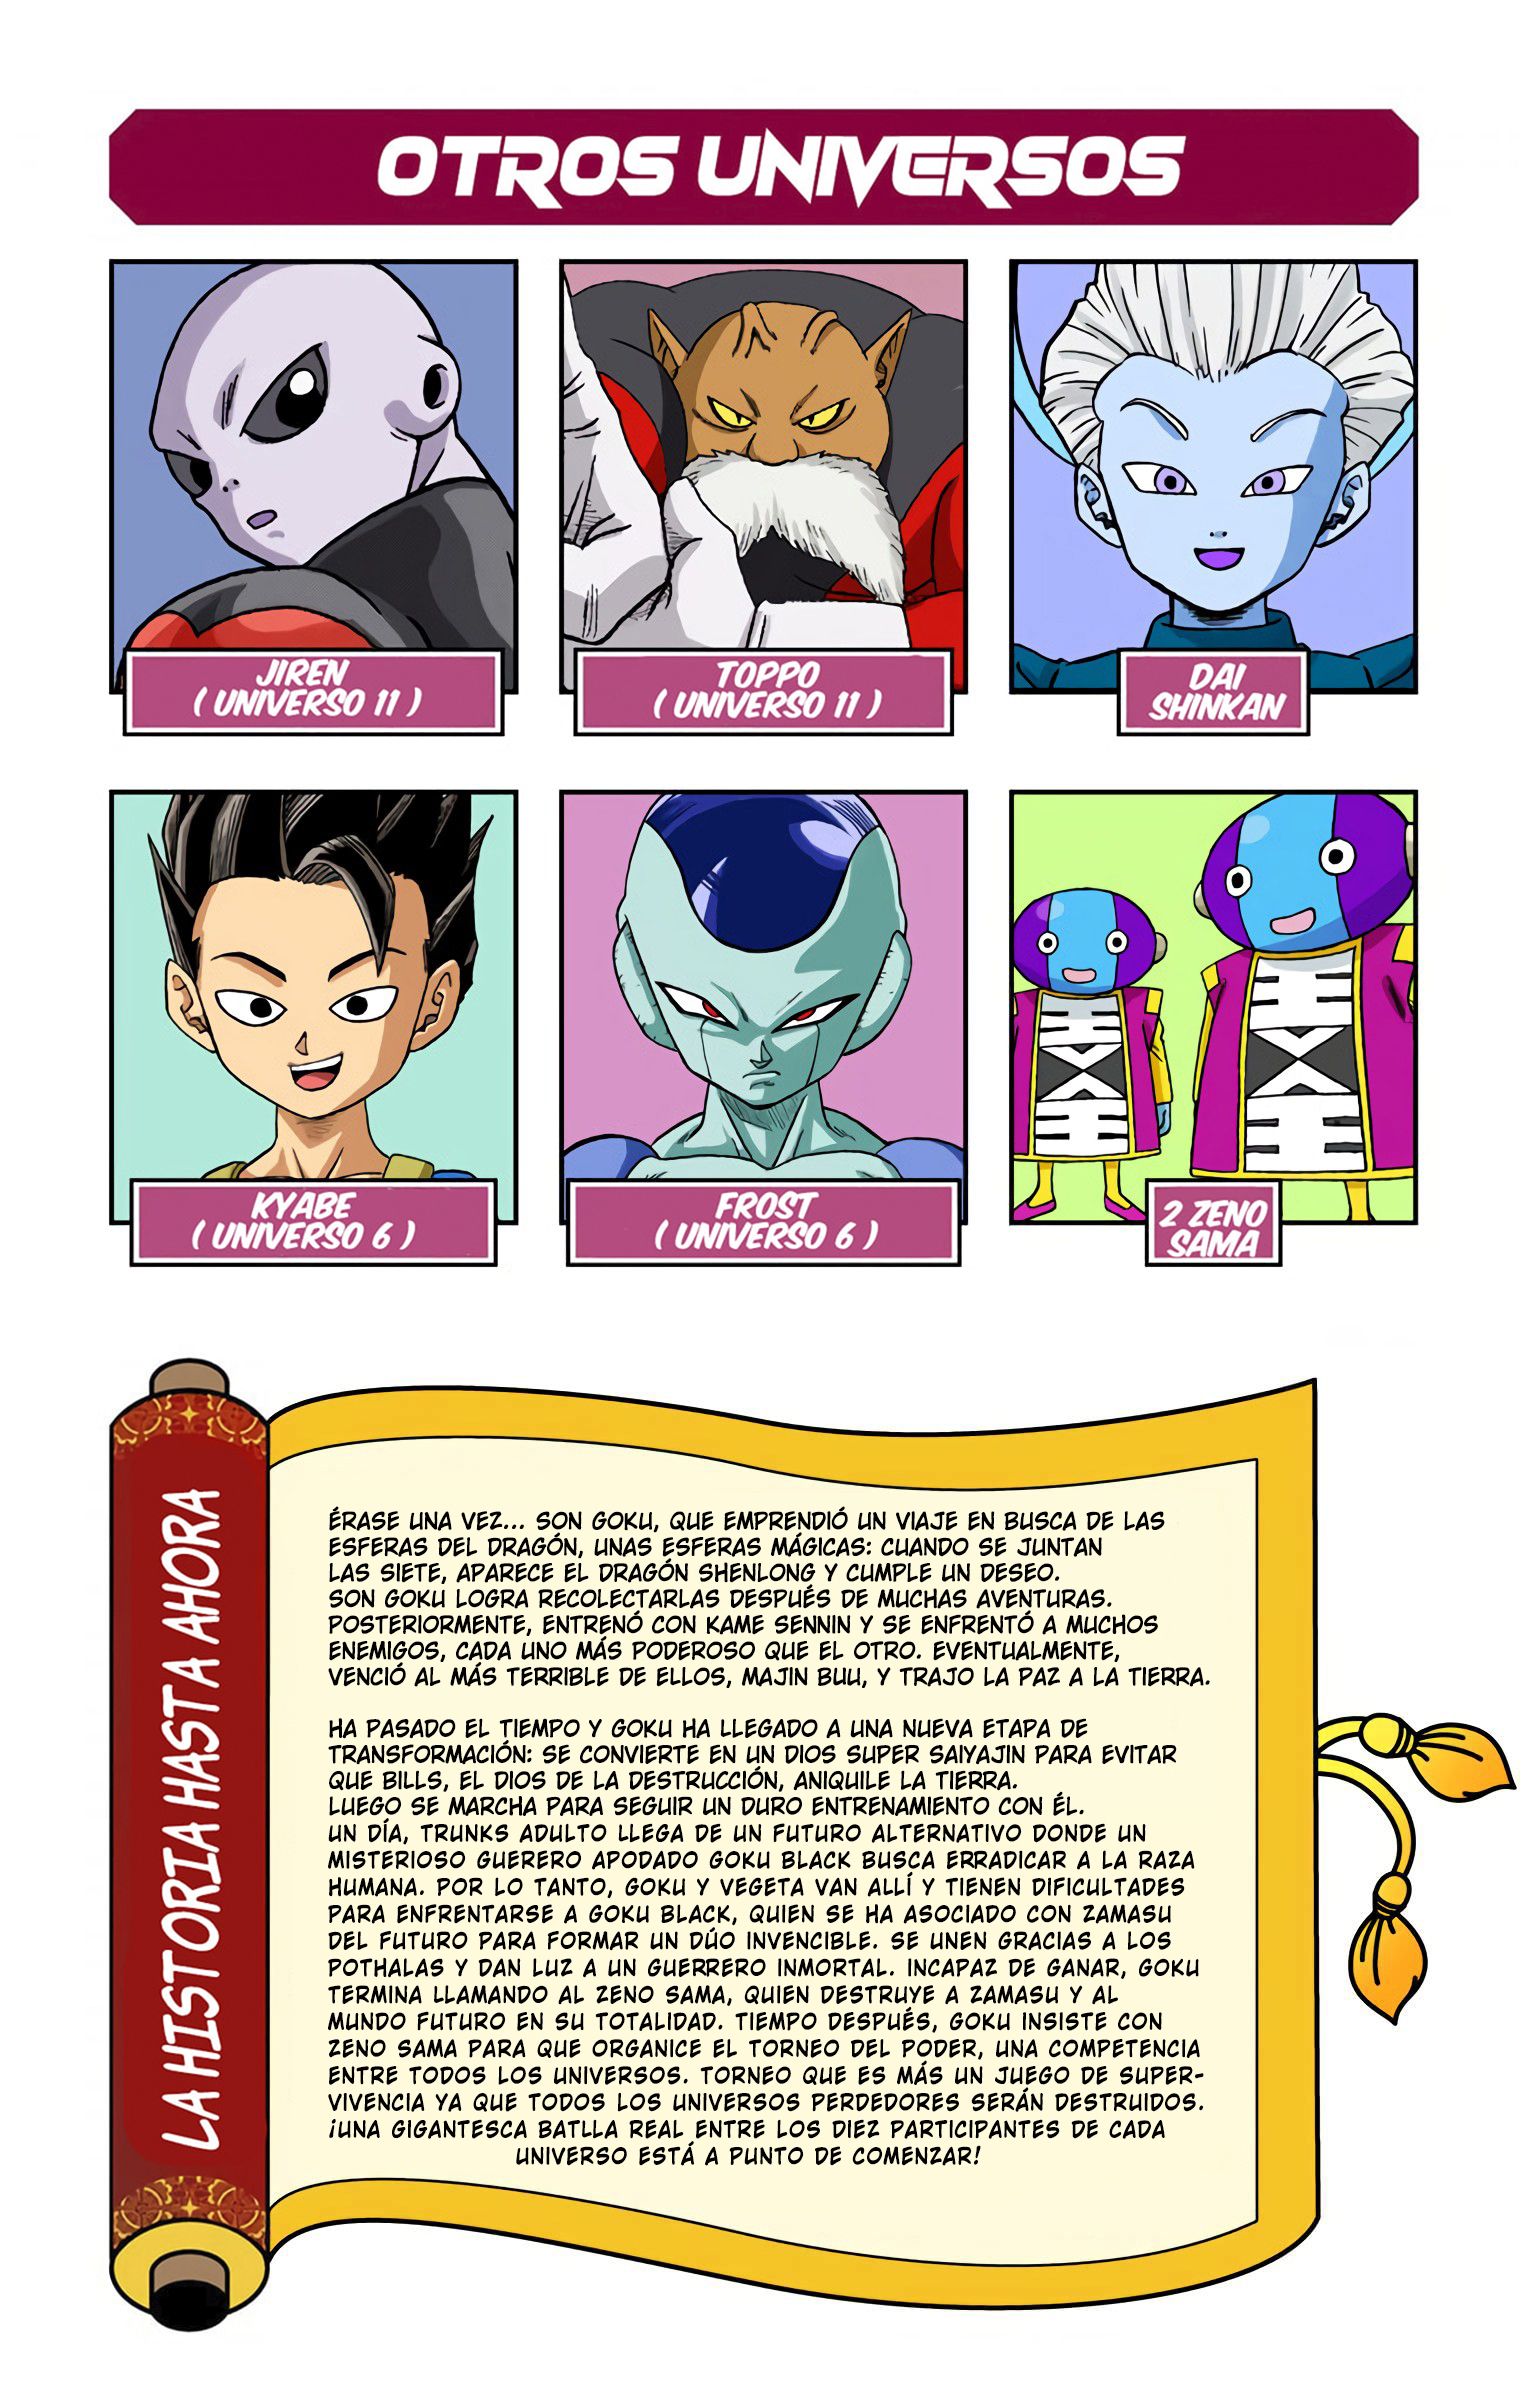 OTROS UNIVERSOS
JIREN
( UNIVERSO 11 )
TOPPO
( UNIVERSO 11 )
DAI
SHINKAN
KYABE
( UNIVERSO 6 )
FROST
( UNIVERSO 6 )
2 ZENO
SAMA
LA HISTORIA HASTA AHORA
ÉRASE UNA VEZ... SON GOKU, QUE EMPRENDIÓ UN VIAJE EN BUSCA DE LAS
ESFERAS DEL DRAGÓN, UNAS ESFERAS MÁGICAS: CUANDO SE JUNTAN
LAS SIETE, APARECE EL DRAGÓN SHENLONG Y CUMPLE UN DESEO.
SON GOKU LOGRA RECOLECTARLAS DESPUÉS DE MUCHAS AVENTURAS.
POSTERIORMENTE, ENTRENÓ CON KAME SENNIN Y SE ENFRENTÓ A MUCHOS
ENEMIGOS, CADA UNO MÁS PODEROSO QUE EL OTRO. EVENTUALMENTE,
VENCIÓ AL MÁS TERRIBLE DE ELLOS, MAJIN BUU, Y TRAJO LA PAZ A LA TIERRA.
HA PASADO EL TIEMPO Y GOKU HA LLEGADO A UNA NUEVA ETAPA DE
TRANSFORMACIÓN: SE CONVIERTE EN UN DIOS SUPER SAIYAJIN PARA EVITAR
QUE BILLS, EL DIOS DE LA DESTRUCCIÓN, ANIQUILE LA TIERRA.
LUEGO SE MARCHA PARA SEGUIR UN DURO ENTRENAMIENTO CON ÉL.
UN DÍA, TRUNKS ADULTO LLEGA DE UN FUTURO ALTERNATIVO DONDE UN
MISTERIOSO GUERERO APODADO GOKU BLACK BUSCA ERRADICAR A LA RAZA
HUMANA. POR LO TANTO, GOKU Y VEGETA VAN ALLÍ Y TIENEN DIFICULTADES
PARA ENFRENTARSE A GOKU BLACK, QUIEN SE HA ASOCIADO CON ZAMASU
DEL FUTURO PARA FORMAR UN DÚO INVENCIBLE. SE UNEN GRACIAS A LOS
POTHALAS Y DAN LUZ A UN GUERRERO INMORTAL. INCAPAZ DE GANAR, GOKU
TERMINA LLAMANDO AL ZENO SAMA, QUIEN DESTRUYE A ZAMASU Y AL
MUNDO FUTURO EN SU TOTALIDAD. TIEMPO DESPUÉS, GOKU INSISTE CON
ZENO SAMA PARA QUE ORGANICE EL TORNEO DEL PODER, UNA COMPETENCIA
ENTRE TODOS LOS UNIVERSOS. TORNEO QUE ES MÁS UN JUEGO DE SUPER-
VIVENCIA YA QUE TODOS LOS UNIVERSOS PERDEDORES SERÁN DESTRUIDOS.
¡UNA GIGANTESCA BATLLA REAL ENTRE LOS DIEZ PARTICIPANTES DE CADA
UNIVERSO ESTÁ A PUNTO DE COMENZAR!